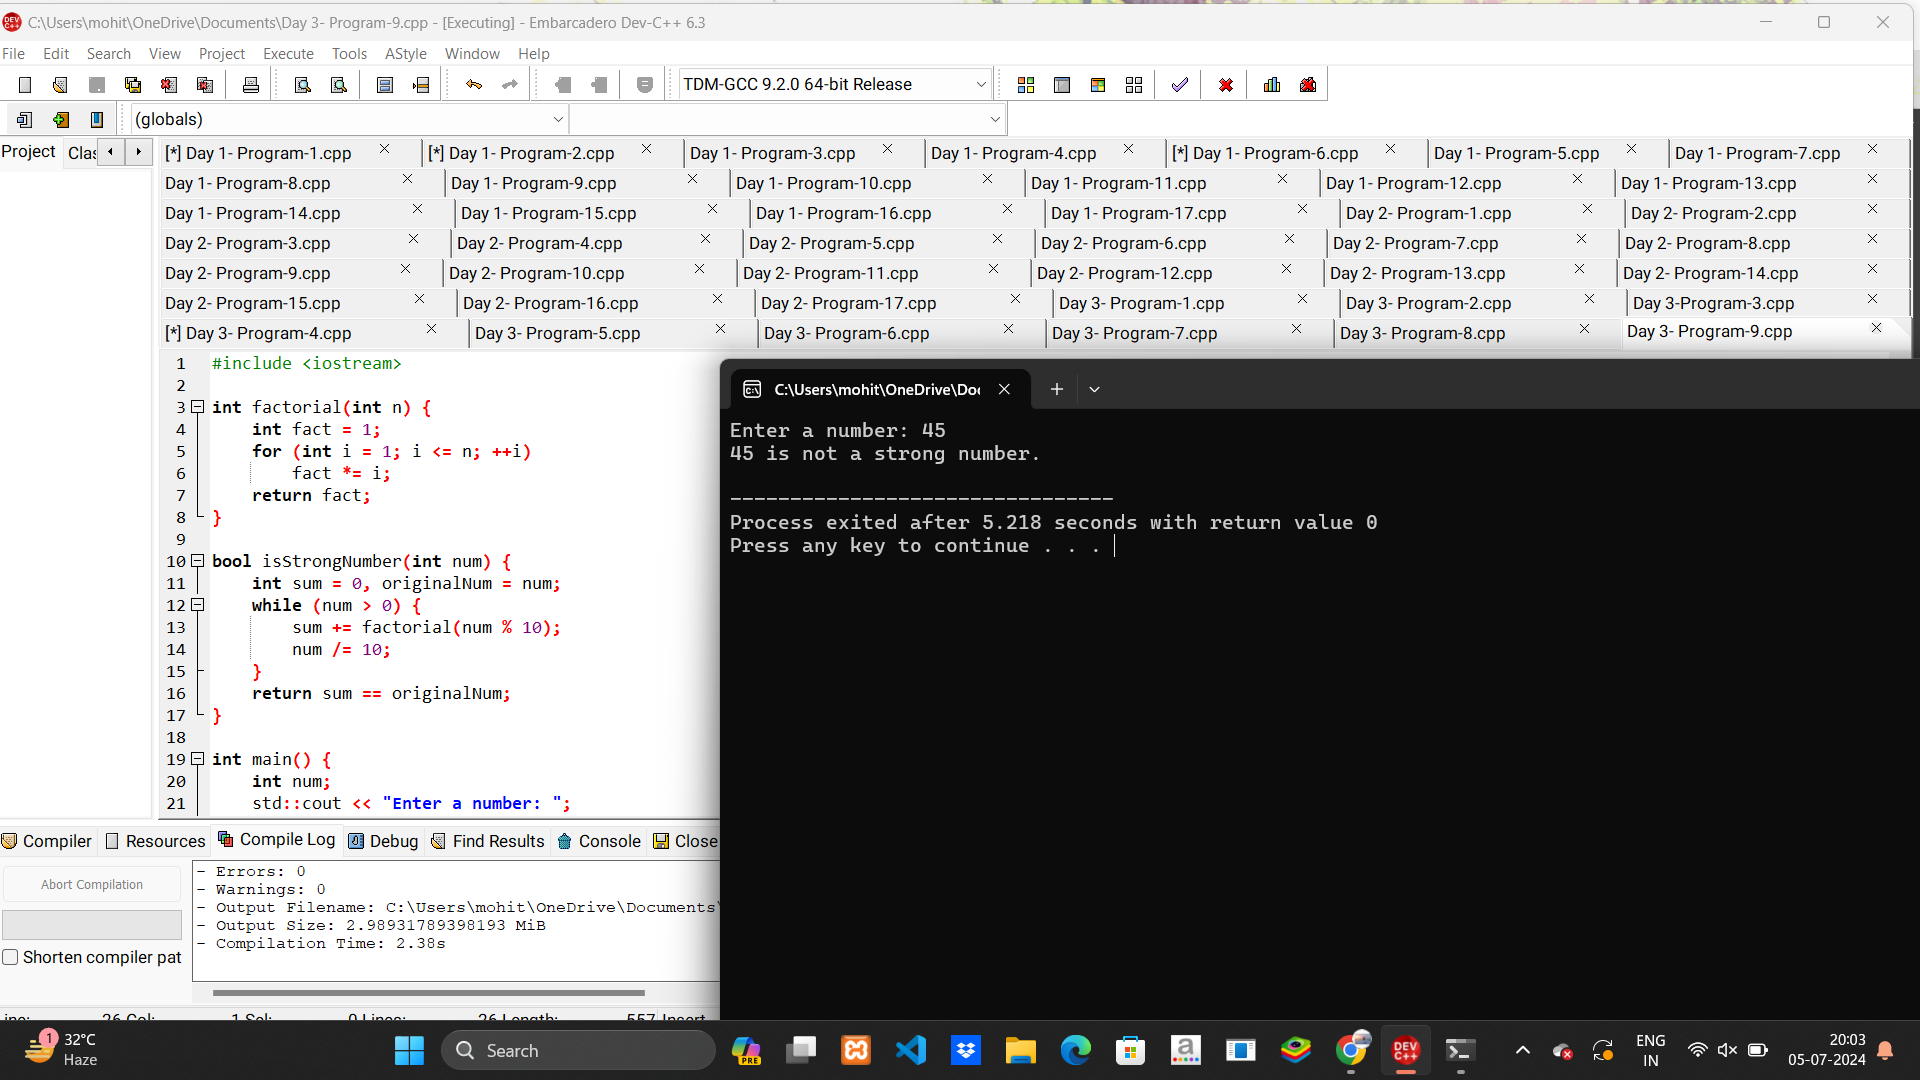 C:\Users\mohit\OneDrive\Documents\Day 3- Program-9.cpp - [Executing] - Embarcadero Dev-C++ 6.3
File Edit Search View Project Execute Tools AStyle Window Help
TDM-GCC 9.2.0 64-bit Release
(globals)
Project Clas
[*] Day 1- Program-1.cpp [*] Day 1- Program-2.cpp Day 1- Program-3.cpp Day 1- Program-4.cpp [*] Day 1- Program-6.cpp Day 1- Program-5.cpp Day 1- Program-7.cpp
Day 1- Program-8.cpp Day 1- Program-9.cpp Day 1- Program-10.cpp Day 1- Program-11.cpp Day 1- Program-12.cpp Day 1- Program-13.cpp
Day 1- Program-14.cpp Day 1- Program-15.cpp Day 1- Program-16.cpp Day 1- Program-17.cpp Day 2- Program-1.cpp Day 2- Program-2.cpp
Day 2- Program-3.cpp Day 2- Program-4.cpp Day 2- Program-5.cpp Day 2- Program-6.cpp Day 2- Program-7.cpp Day 2- Program-8.cpp
Day 2- Program-9.cpp Day 2- Program-10.cpp Day 2- Program-11.cpp Day 2- Program-12.cpp Day 2- Program-13.cpp Day 2- Program-14.cpp
Day 2- Program-15.cpp Day 2- Program-16.cpp Day 2- Program-17.cpp Day 3- Program-1.cpp Day 3- Program-2.cpp Day 3-Program-3.cpp
[*] Day 3- Program-4.cpp Day 3- Program-5.cpp Day 3- Program-6.cpp Day 3- Program-7.cpp Day 3- Program-8.cpp Day 3- Program-9.cpp
1 #include <iostream>
2
3 int factorial(int n) {
4 int fact = 1;
5 for (int i = 1; i <= n; ++i)
6 fact *= i;
7 return fact;
8 }
9
10 bool isStrongNumber(int num) {
11 int sum = 0, originalNum = num;
12 while (num > 0) {
13 sum += factorial(num % 10);
14 num /= 10;
15 }
16 return sum == originalNum;
17 }
18
19 int main() {
20 int num;
21 std::cout << "Enter a number: ";
C:\Users\mohit\OneDrive\Doc
Enter a number: 45
45 is not a strong number.
--------------------------------
Process exited after 5.218 seconds with return value 0
Press any key to continue . . .
Compiler Resources Compile Log Debug Find Results Console Close
Abort Compilation
Shorten compiler pat
- Errors: 0
- Warnings: 0
- Output Filename: C:\Users\mohit\OneDrive\Documents\
- Output Size: 2.98931789398193 MiB
- Compilation Time: 2.38s
26 Col: 1 Sel: 0 Lines: 26 Length: 557 Insert
1 32°C
Haze
Search
PRE
DEV C++
ENG
IN
20:03
05-07-2024